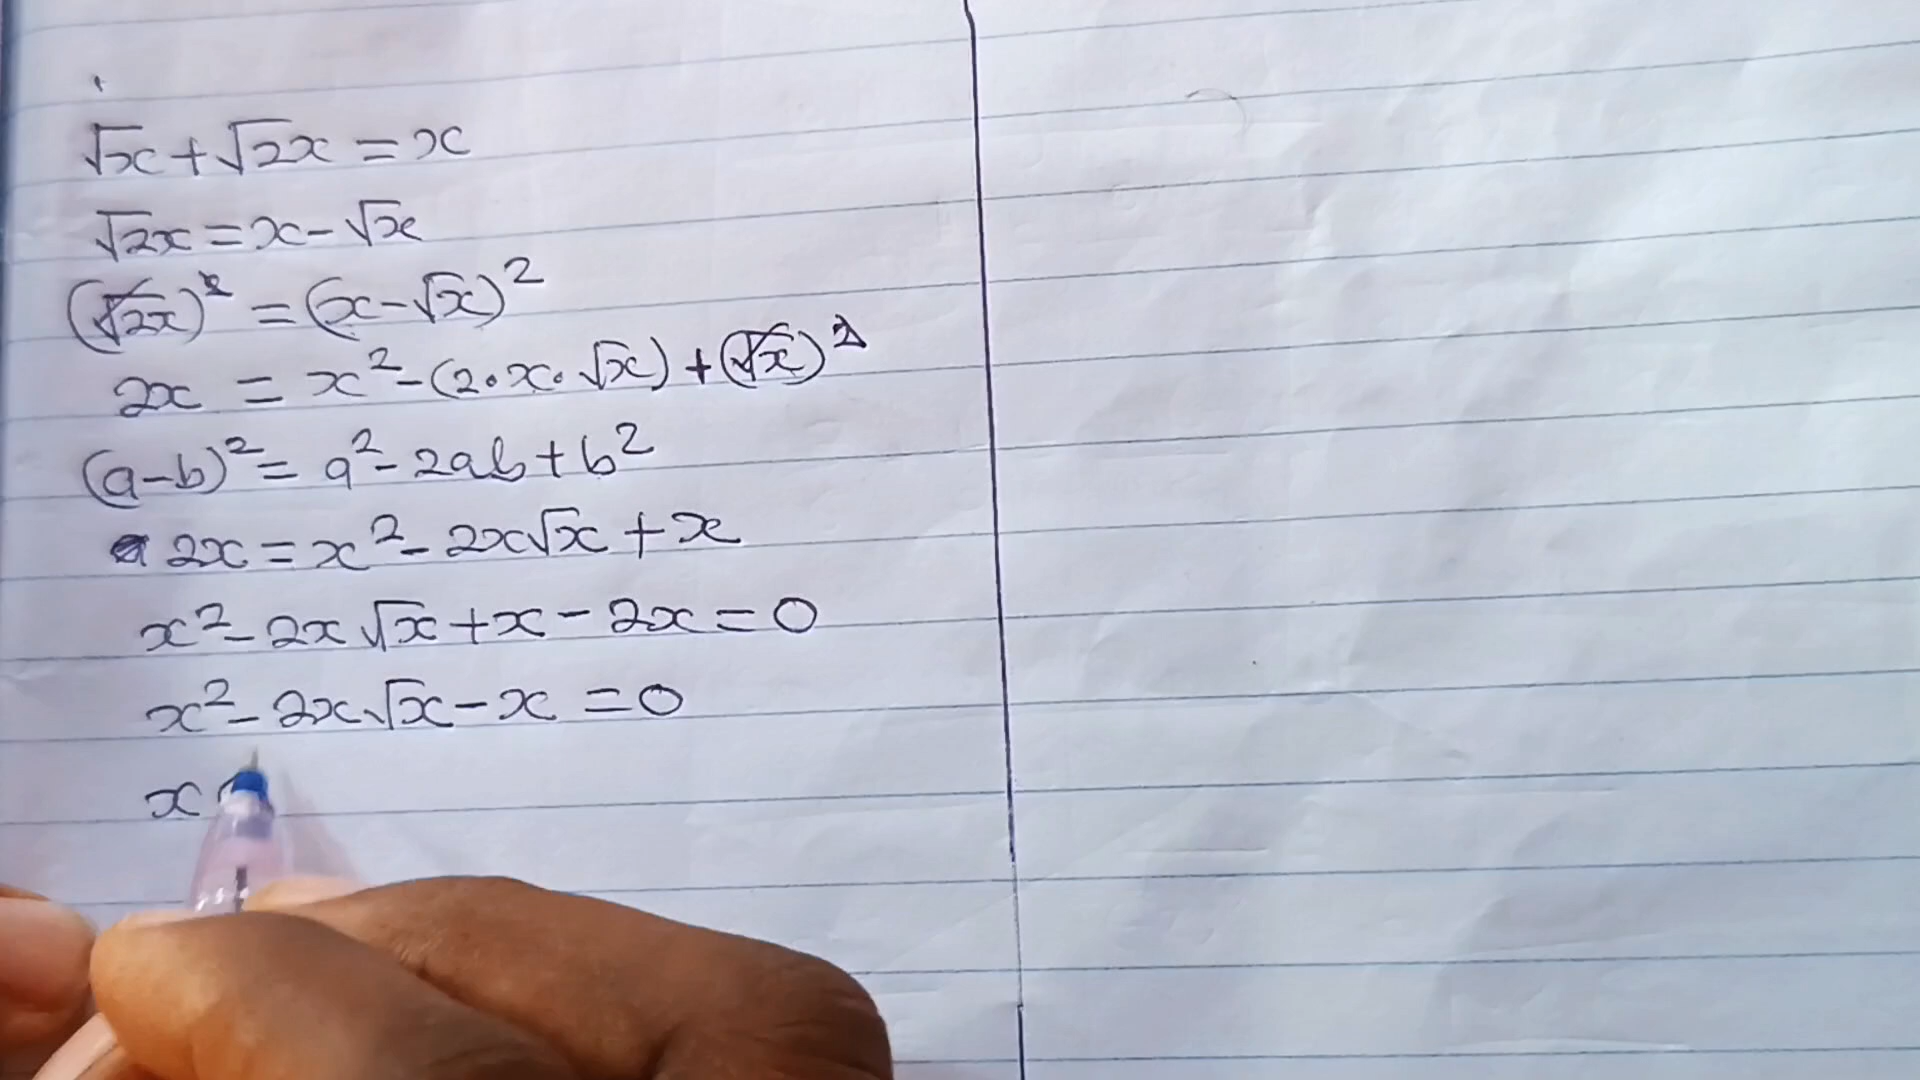 √x+√2x=x
√2x=x-√x
(√2x)²=(x-√x)²
2x=x²-(2•x•√x)+(√x)²
(a-b)²=a²-2ab+b²
2x=x²-2x√x+x
x²-2x√x+x-2x=0
x²-2x√x-x=0
x(